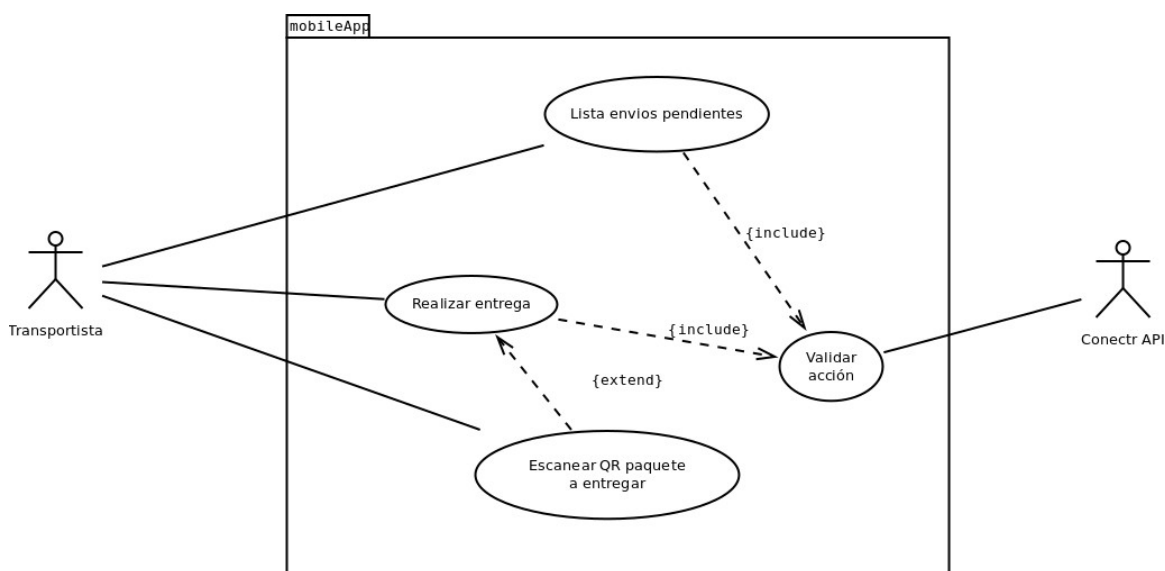 mobileApp
Lista envios pendientes
{include}
Realizar entrega
{include}
Transportista
Conectr API
Validar
acción
{extend}
Escanear QR paquete
a entregar